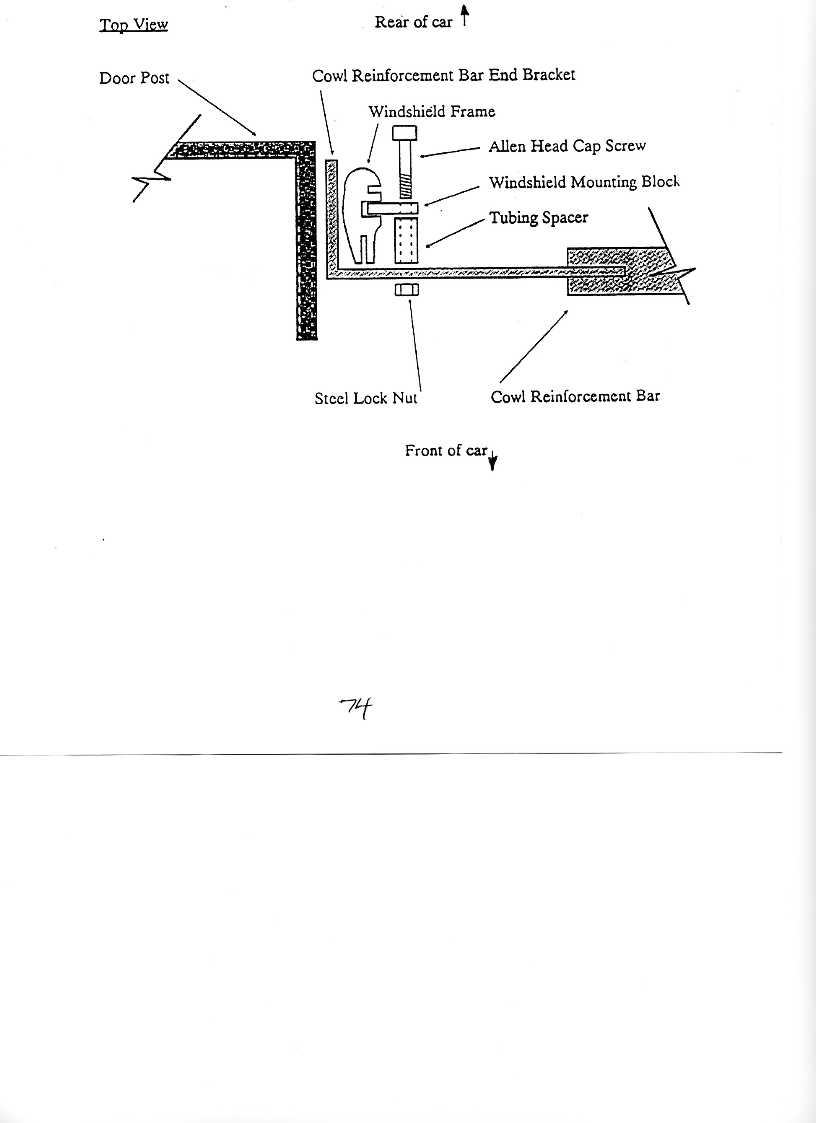 Top View
Rear of car
Door Post
Cowl Reinforcement Bar End Bracket
Windshield Frame
Allen Head Cap Screw
Windshield Mounting Block
Tubing Spacer
Steel Lock Nut
Cowl Reinforcement Bar
Front of car
74